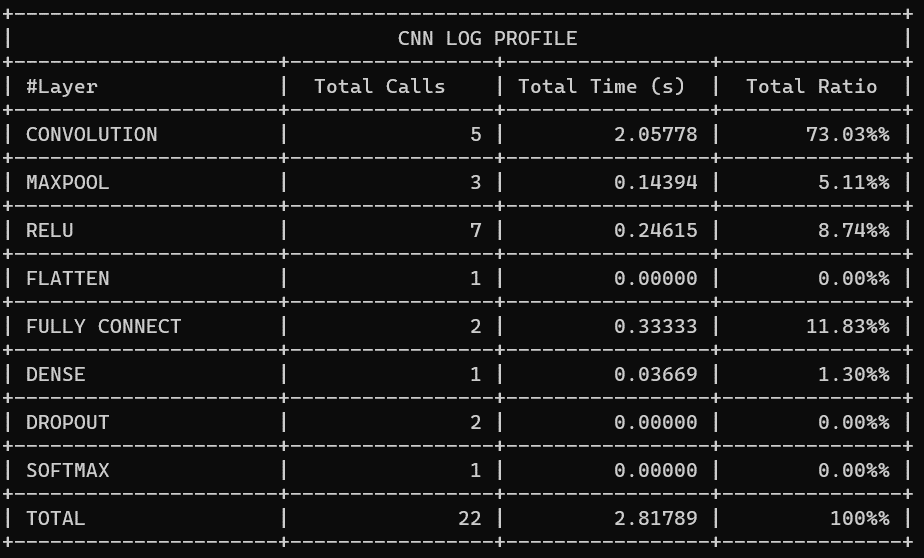 CNN LOG PROFILE
#Layer | Total Calls | Total Time (s) | Total Ratio
CONVOLUTION | 5 | 2.05778 | 73.03%%
MAXPOOL | 3 | 0.14394 | 5.11%%
RELU | 7 | 0.24615 | 8.74%%
FLATTEN | 1 | 0.00000 | 0.00%%
FULLY CONNECT | 2 | 0.33333 | 11.83%%
DENSE | 1 | 0.03669 | 1.30%%
DROPOUT | 2 | 0.00000 | 0.00%%
SOFTMAX | 1 | 0.00000 | 0.00%%
TOTAL | 22 | 2.81789 | 100%%